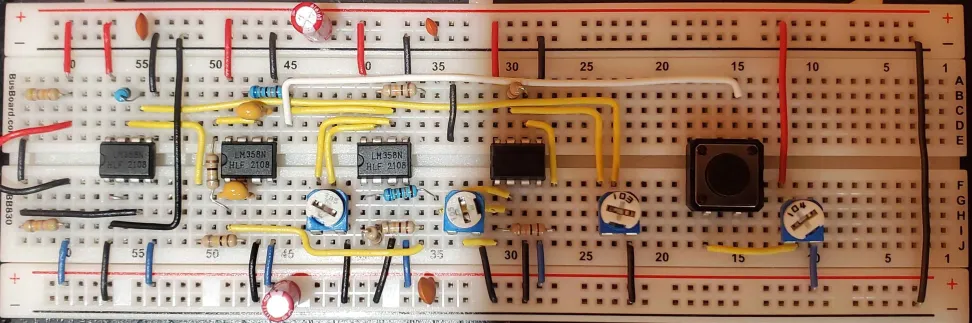 + +
− −
60 55 50 45 40 35 30 25 20 15 10 5 1
A
B
C
D
E
BusBoard.co
BB830
LM358N
HLF 2108
LM358N
HLF 2108
LM358N
HLF 2108
F
G
H
I
J
103
104
55 50 45 40 35 30 25 20 15 10 5 1
+ +
− −